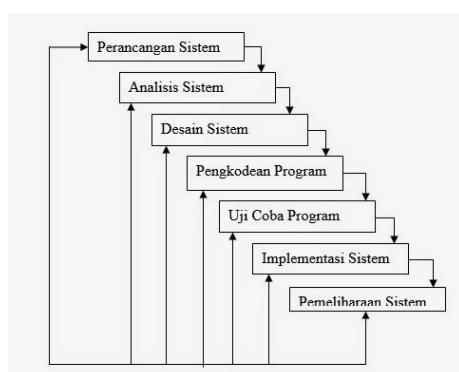 Perancangan Sistem
Analisis Sistem
Desain Sistem
Pengkodean Program
Uji Coba Program
Implementasi Sistem
Pemeliharaan Sistem